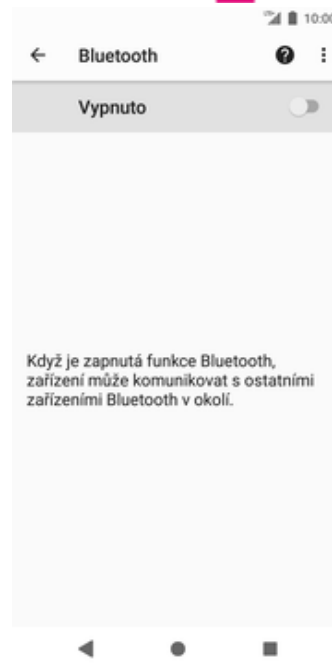 10:00
Bluetooth
Vypnuto
Když je zapnutá funkce Bluetooth,
zařízení může komunikovat s ostatními
zařízeními Bluetooth v okolí.